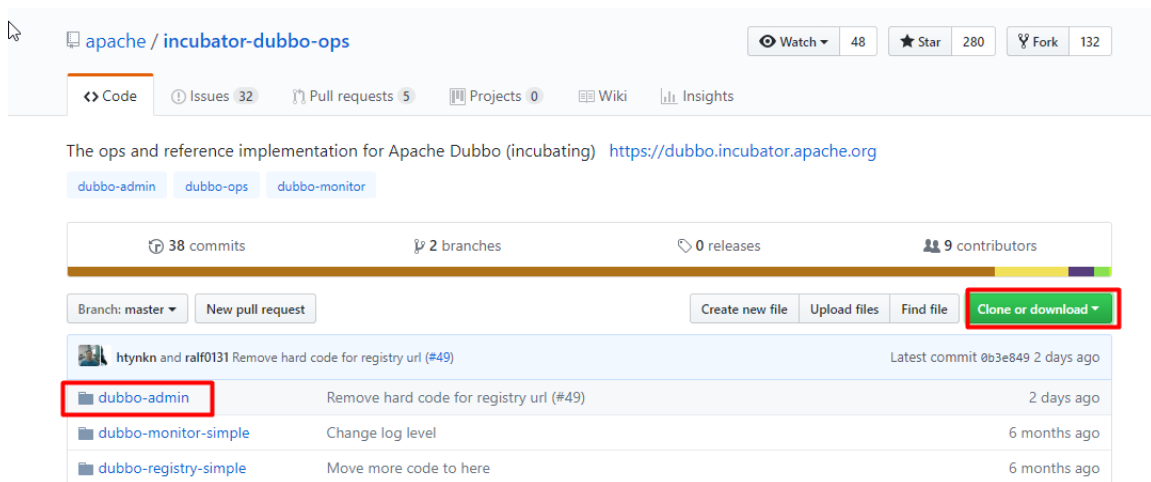 apache / incubator-dubbo-ops Watch 48 Star 280 Fork 132
Code Issues 32 Pull requests 5 Projects 0 Wiki Insights
The ops and reference implementation for Apache Dubbo (incubating) https://dubbo.incubator.apache.org
dubbo-admin dubbo-ops dubbo-monitor
38 commits 2 branches 0 releases 9 contributors
Branch: master New pull request Create new file Upload files Find file Clone or download
htynkn and ralf0131 Remove hard code for registry url (#49) Latest commit 0b3e849 2 days ago
dubbo-admin Remove hard code for registry url (#49) 2 days ago
dubbo-monitor-simple Change log level 6 months ago
dubbo-registry-simple Move more code to here 6 months ago